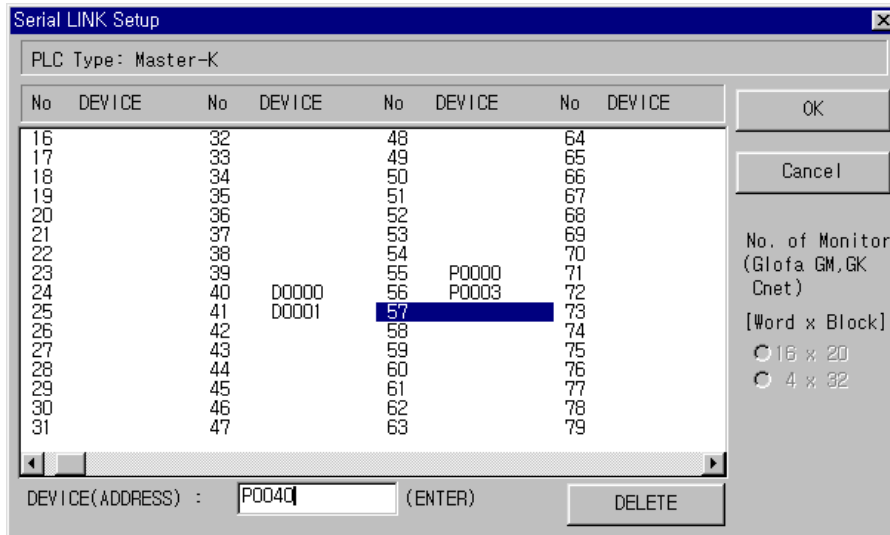 Serial LINK Setup
PLC Type: Master-K
No DEVICE No DEVICE No DEVICE No DEVICE
16 32 48 64
17 33 49 65
18 34 50 66
19 35 51 67
20 36 52 68
21 37 53 69
22 38 54 70
23 39 55 P0000 71
24 40 D0000 56 P0003 72
25 41 D0001 57 73
26 42 58 74
27 43 59 75
28 44 60 76
29 45 61 77
30 46 62 78
31 47 63 79
DEVICE(ADDRESS) : P0040 (ENTER) DELETE
OK
Cancel
No. of Monitor
(Glofa GM,GK
Cnet)
[Word x Block]
16 x 20
4 x 32